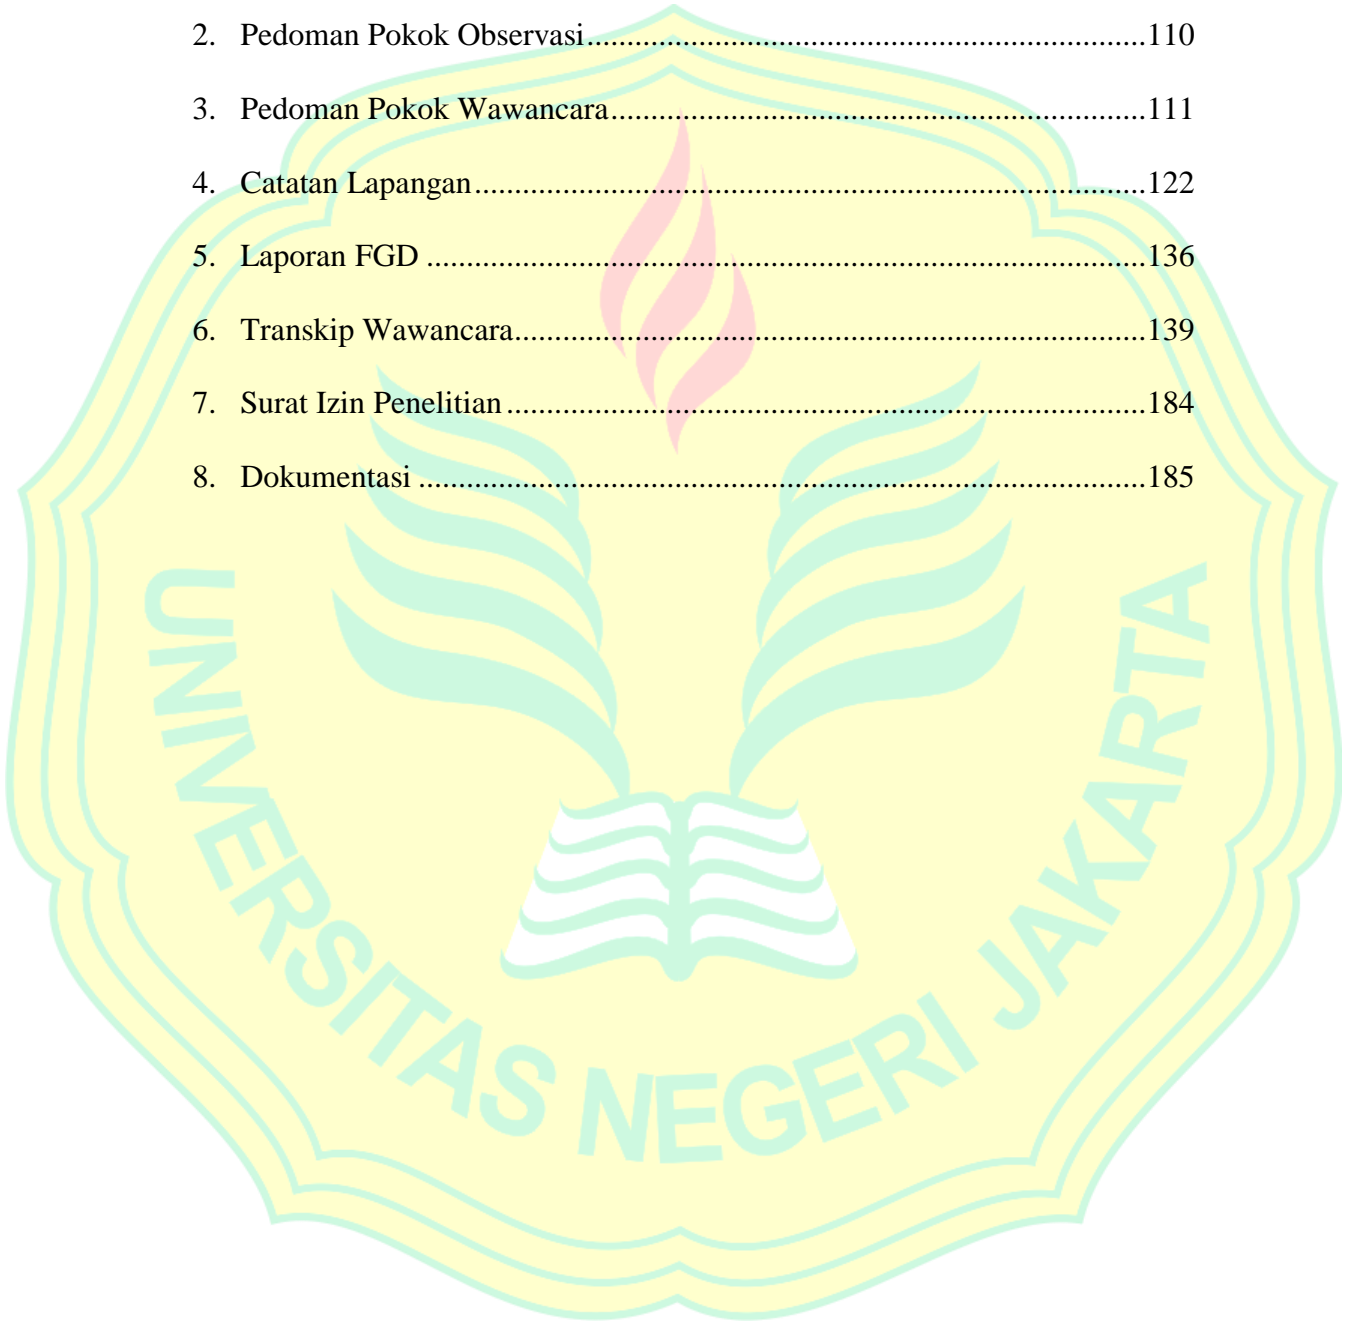 2. Pedoman Pokok Observasi......................................................................110
3. Pedoman Pokok Wawancara...................................................................111
4. Catatan Lapangan....................................................................................122
5. Laporan FGD ..........................................................................................136
6. Transkip Wawancara...............................................................................139
7. Surat Izin Penelitian ................................................................................184
8. Dokumentasi ...........................................................................................185
UNIVERSITAS NEGERI JAKARTA